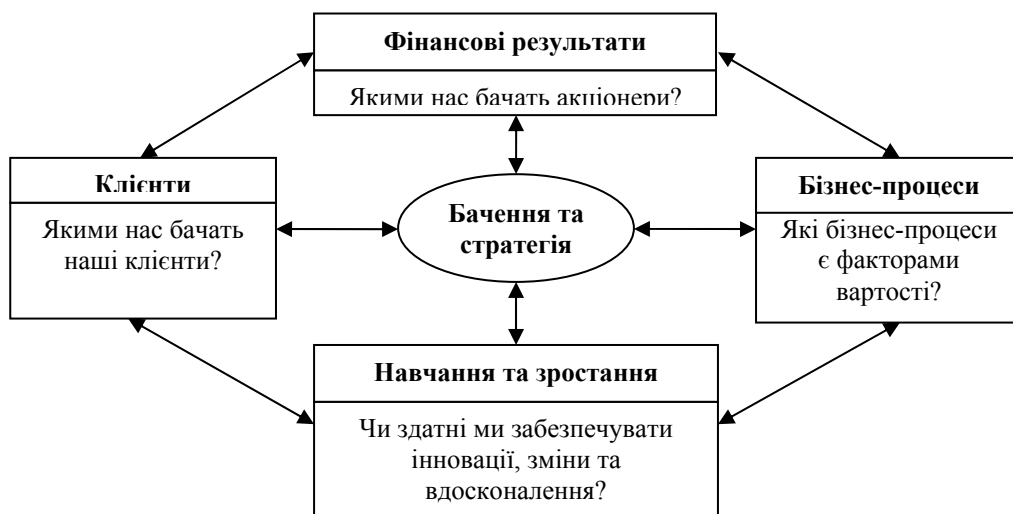 Фінансові результати
Якими нас бачать акціонери?
Клієнти
Якими нас бачать
наші клієнти?
Бачення та
стратегія
Бізнес-процеси
Які бізнес-процеси
є факторами
вартості?
Навчання та зростання
Чи здатні ми забезпечувати
інновації, зміни та
вдосконалення?